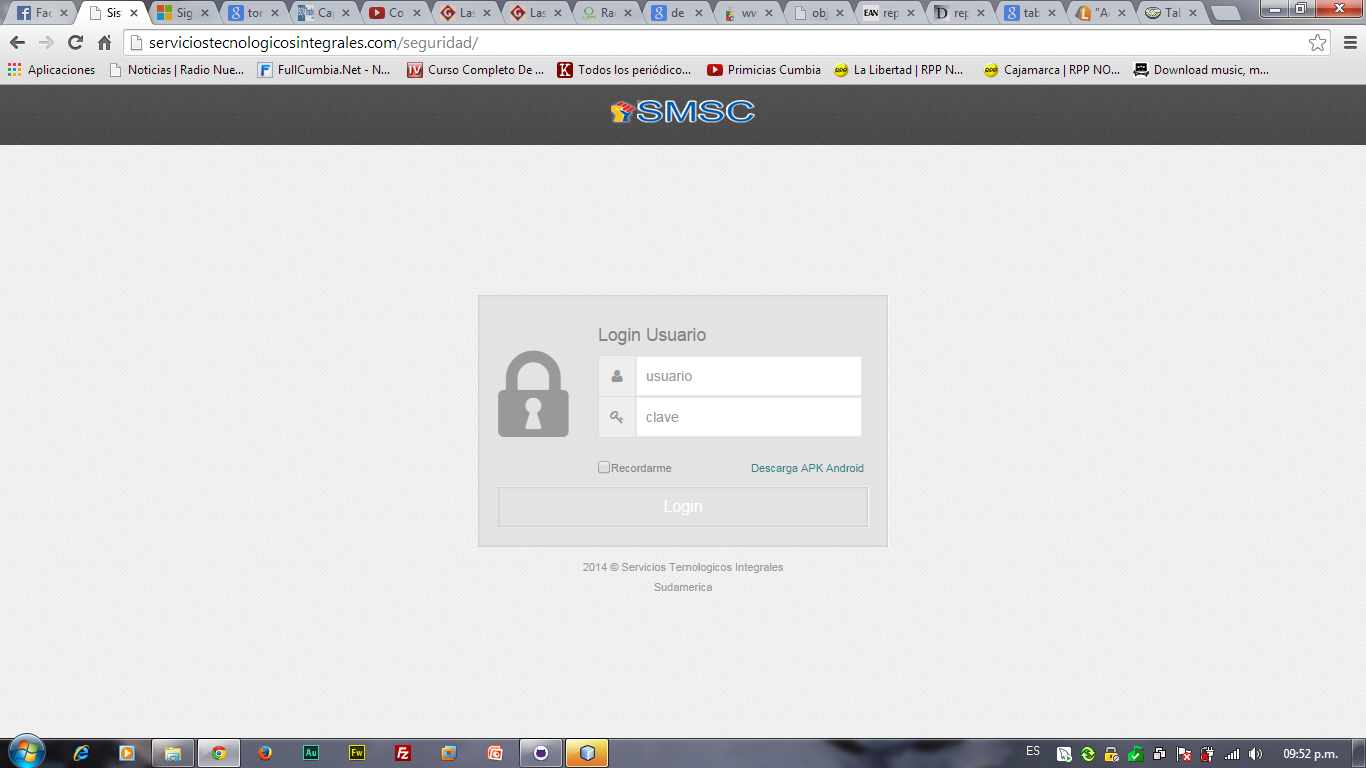 Fac
Sis
Sig
tor
Cap
Co
Las
Las
Ra
de
ww
obj
rep
rep
tab
"A
Tal
serviciostecnologicosintegrales.com/seguridad/
Aplicaciones
Noticias | Radio Nue...
FullCumbia.Net - N...
Curso Completo De ...
Todos los periódico...
Primicias Cumbia
La Libertad | RPP N...
Cajamarca | RPP NO...
Download music, m...
SMSC
Login Usuario
usuario
clave
Recordarme
Descarga APK Android
Login
2014 © Servicios Ternologicos Integrales
Sudamerica
ES
09:52 p.m.